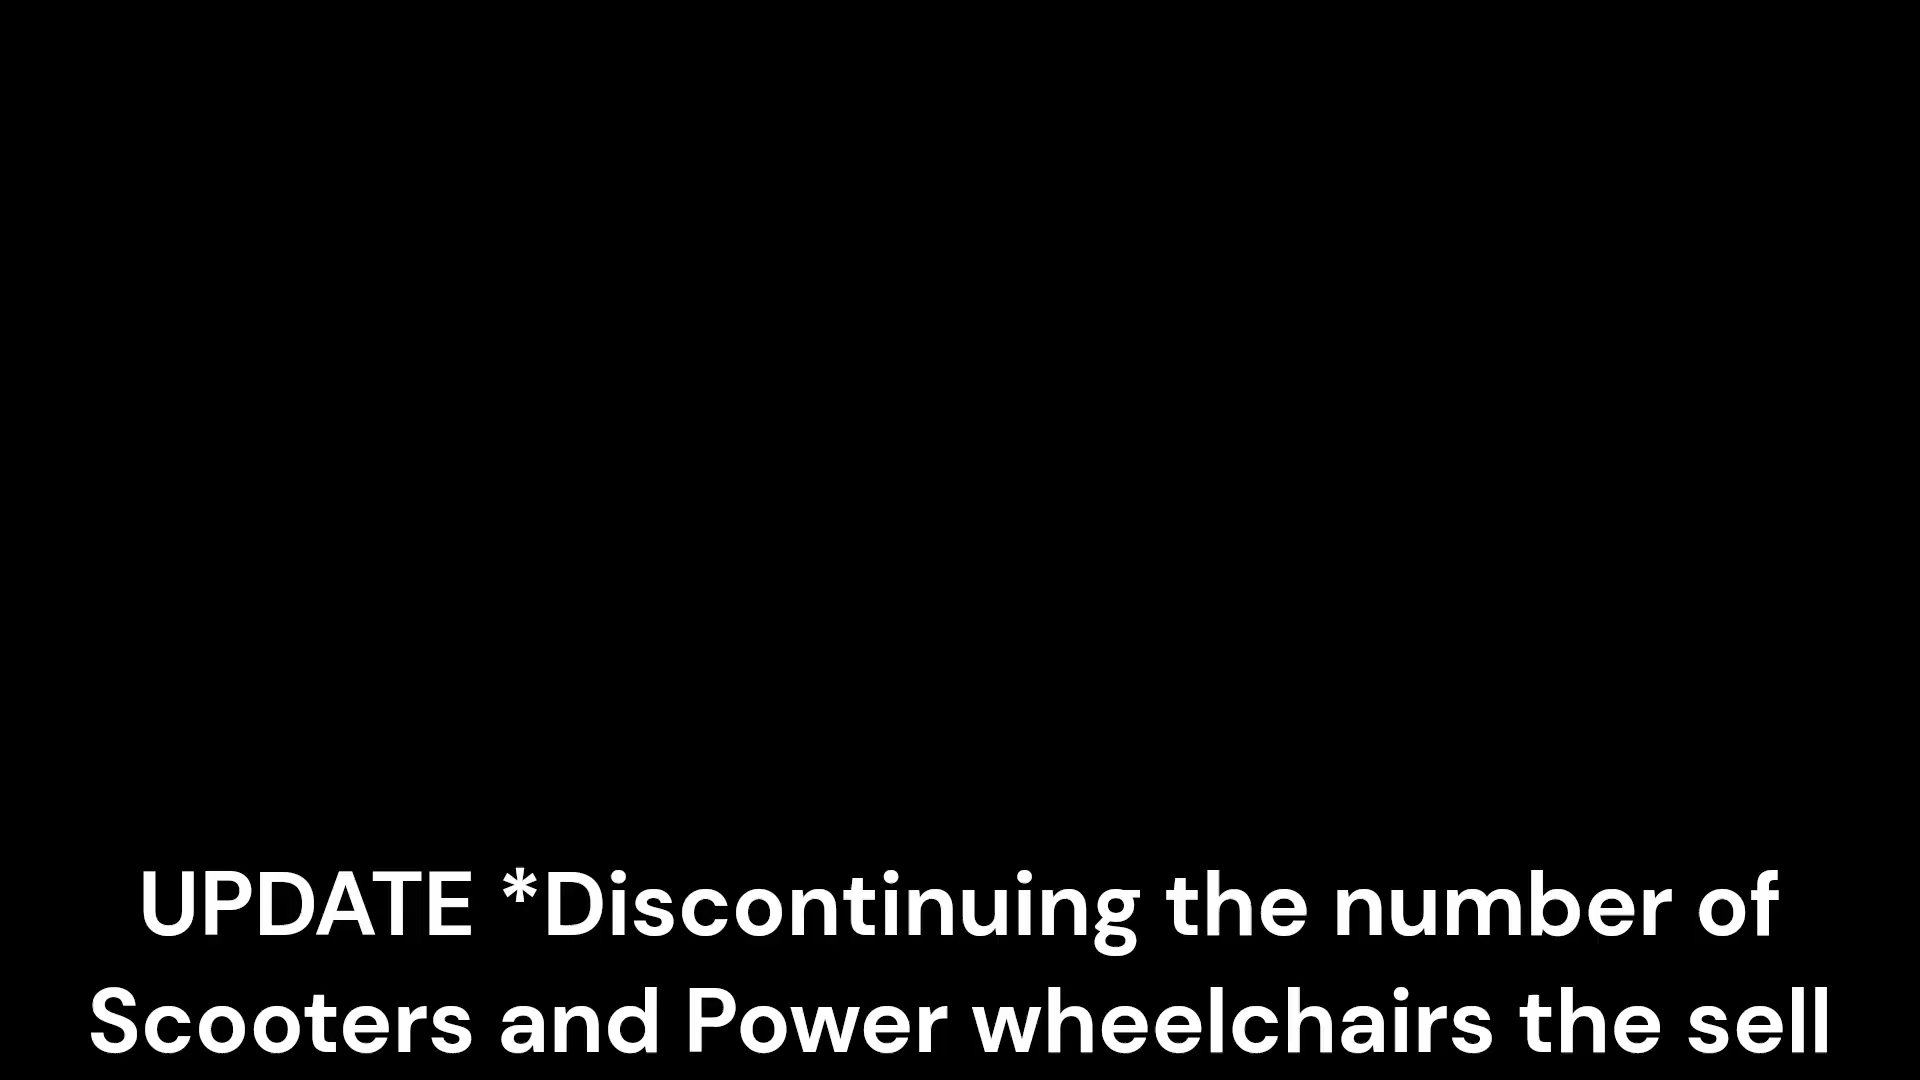 UPDATE *Discontinuing the number of
Scooters and Power wheelchairs the sell